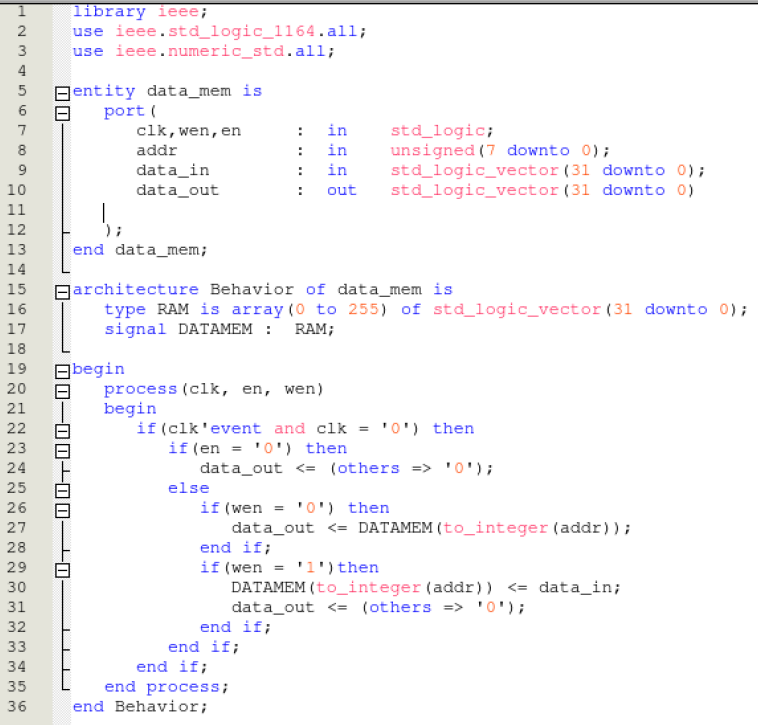 1 library ieee;
2 use ieee.std_logic_1164.all;
3 use ieee.numeric_std.all;
4
5 entity data_mem is
6 port(
7 clk,wen,en : in std_logic;
8 addr : in unsigned(7 downto 0);
9 data_in : in std_logic_vector(31 downto 0);
10 data_out : out std_logic_vector(31 downto 0)
11
12 );
13 end data_mem;
14
15 architecture Behavior of data_mem is
16 type RAM is array(0 to 255) of std_logic_vector(31 downto 0);
17 signal DATAMEM : RAM;
18
19 begin
20 process(clk, en, wen)
21 begin
22 if(clk'event and clk = '0') then
23 if(en = '0') then
24 data_out <= (others => '0');
25 else
26 if(wen = '0') then
27 data_out <= DATAMEM(to_integer(addr));
28 end if;
29 if(wen = '1')then
30 DATAMEM(to_integer(addr)) <= data_in;
31 data_out <= (others => '0');
32 end if;
33 end if;
34 end if;
35 end process;
36 end Behavior;